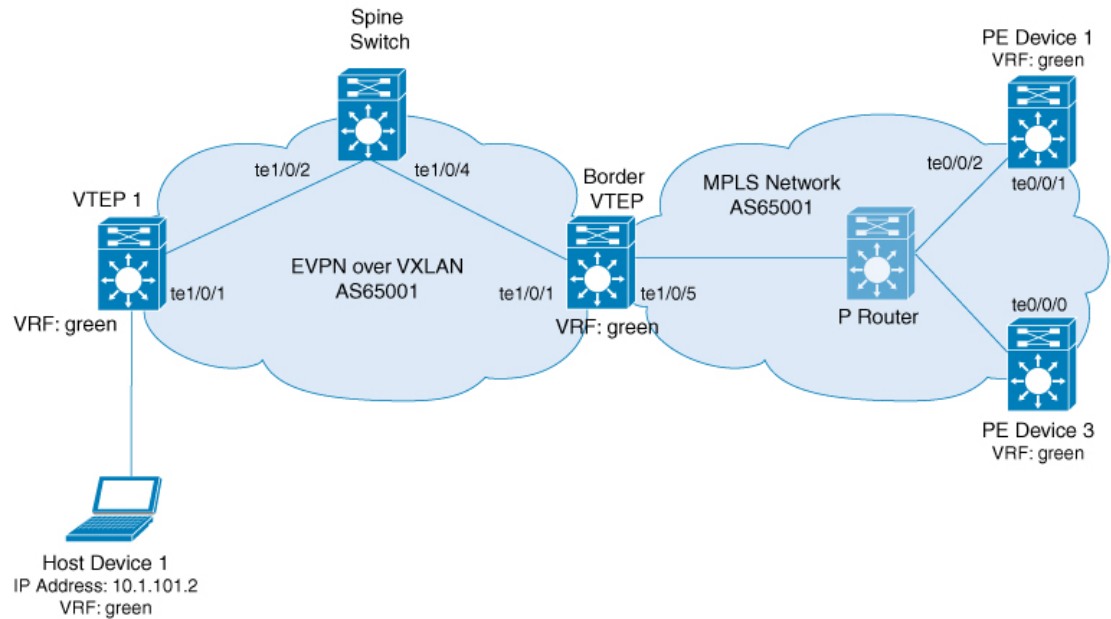 Spine
Switch
PE Device 1
VRF: green
te1/0/2
te1/0/4
Border
VTEP
MPLS Network
AS65001
te0/0/2
te0/0/1
VTEP 1
EVPN over VXLAN
AS65001
te1/0/1
te1/0/1
te1/0/5
VRF: green
VRF: green
P Router
te0/0/0
PE Device 3
VRF: green
Host Device 1
IP Address: 10.1.101.2
VRF: green